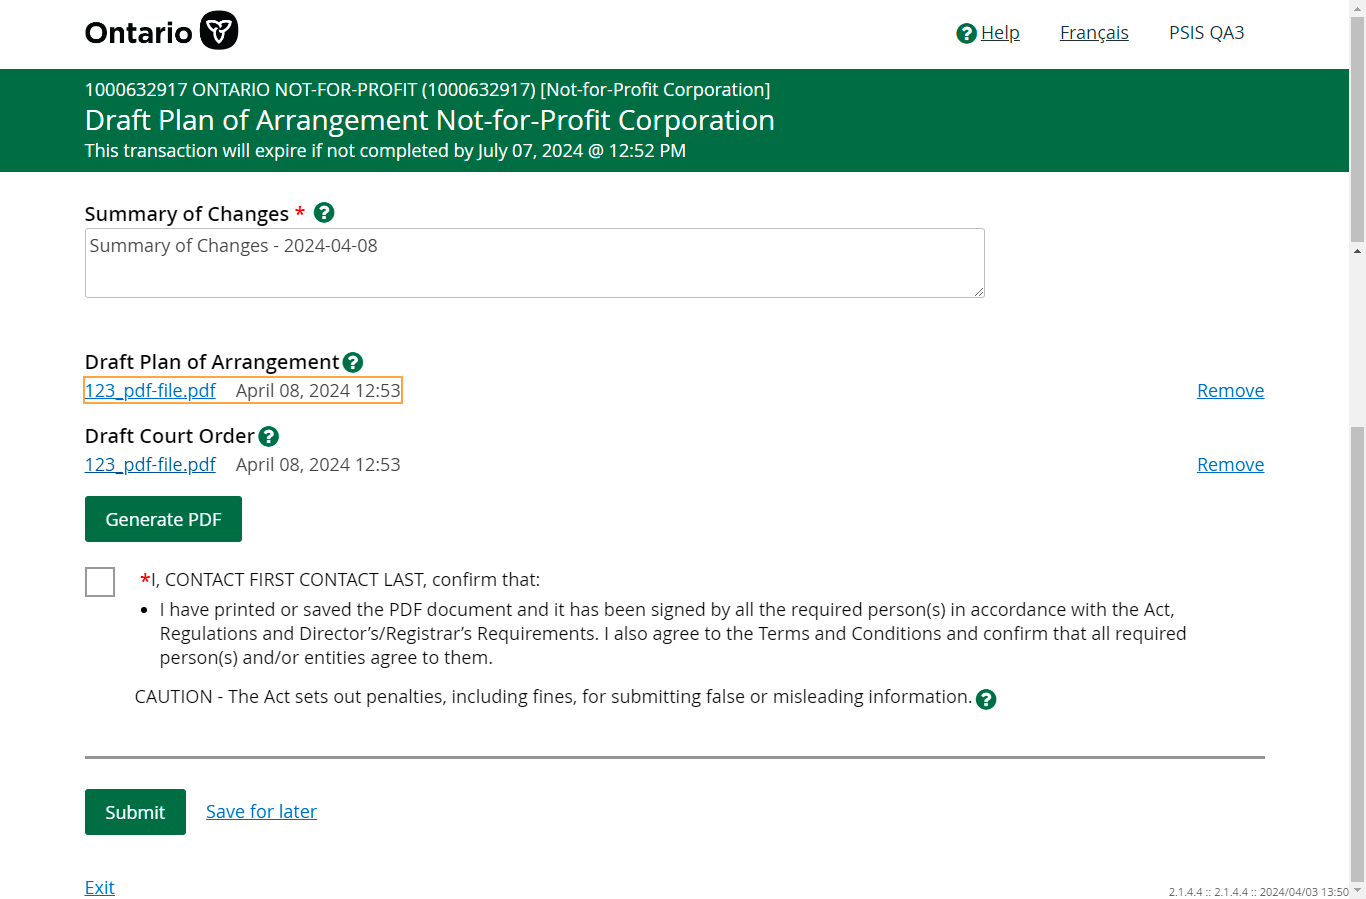 Ontario
Help Français PSIS QA3
1000632917 ONTARIO NOT-FOR-PROFIT (1000632917) [Not-for-Profit Corporation]
Draft Plan of Arrangement Not-for-Profit Corporation
This transaction will expire if not completed by July 07, 2024 @ 12:52 PM
Summary of Changes *
Summary of Changes - 2024-04-08
Draft Plan of Arrangement
123_pdf-file.pdf April 08, 2024 12:53 Remove
Draft Court Order
123_pdf-file.pdf April 08, 2024 12:53 Remove
Generate PDF
*I, CONTACT FIRST CONTACT LAST, confirm that:
• I have printed or saved the PDF document and it has been signed by all the required person(s) in accordance with the Act,
Regulations and Director’s/Registrar’s Requirements. I also agree to the Terms and Conditions and confirm that all required
person(s) and/or entities agree to them.
CAUTION - The Act sets out penalties, including fines, for submitting false or misleading information.
Submit Save for later
Exit
2.1.4.4 :: 2.1.4.4 :: 2024/04/03 13:50